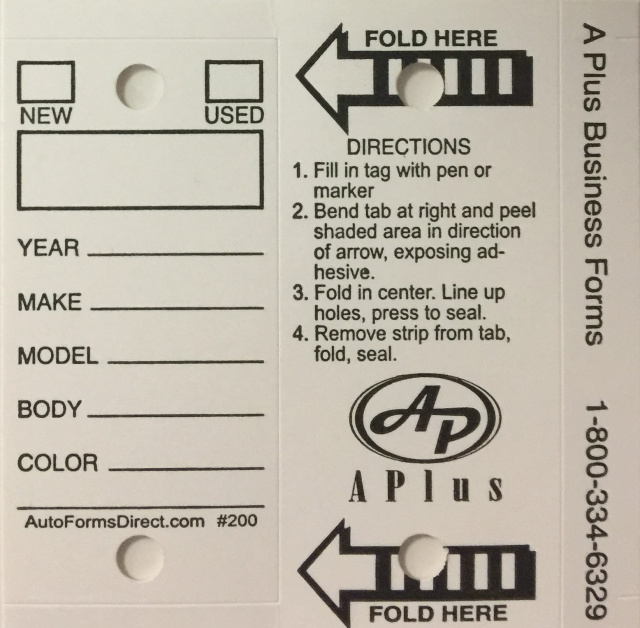 NEW USED
YEAR
MAKE
MODEL
BODY
COLOR
AutoFormsDirect.com #200
FOLD HERE
DIRECTIONS
1. Fill in tag with pen or
marker
2. Bend tab at right and peel
shaded area in direction
of arrow, exposing ad-
hesive.
3. Fold in center. Line up
holes, press to seal.
4. Remove strip from tab,
fold, seal.
AP
APlus
FOLD HERE
A Plus Business Forms 1-800-334-6329